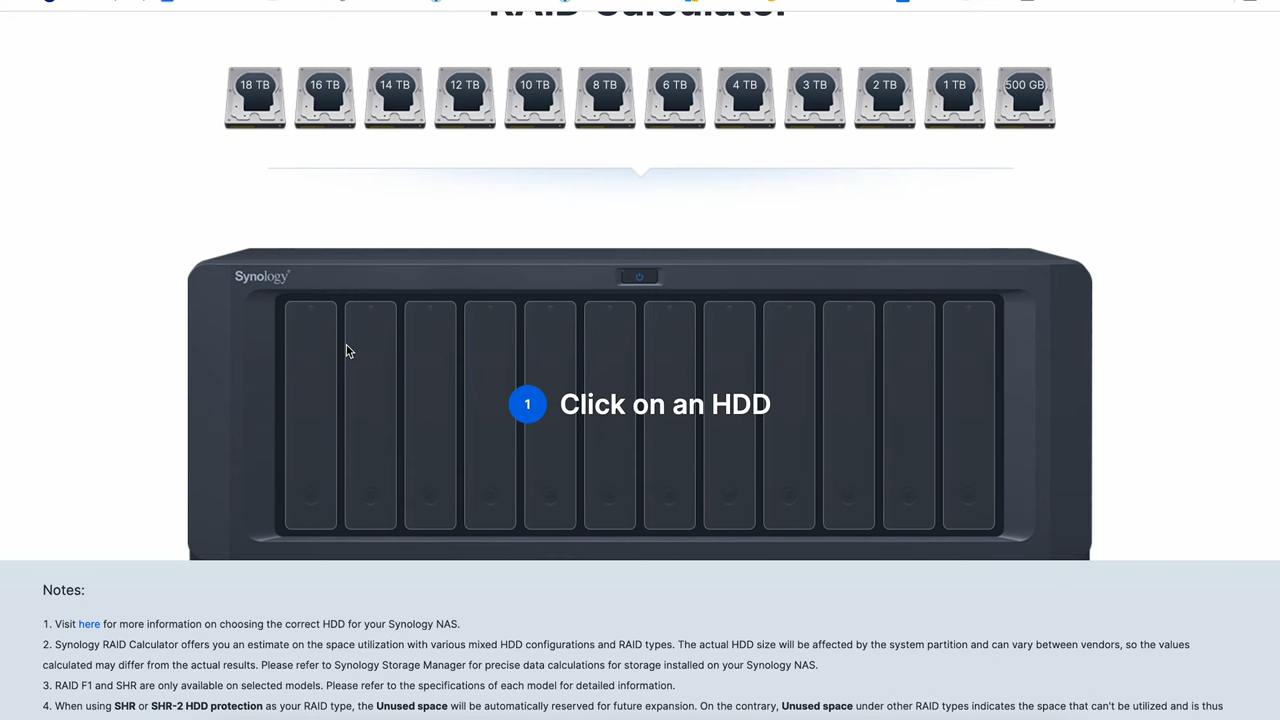 RAID Calculator
18 TB 16 TB 14 TB 12 TB 10 TB 8 TB 6 TB 4 TB 3 TB 2 TB 1 TB 500 GB
Synology
1 Click on an HDD
Notes:
1. Visit here for more information on choosing the correct HDD for your Synology NAS.
2. Synology RAID Calculator offers you an estimate on the space utilization with various mixed HDD configurations and RAID types. The actual HDD size will be affected by the system partition and can vary between vendors, so the values
calculated may differ from the actual results. Please refer to Synology Storage Manager for precise data calculations for storage installed on your Synology NAS.
3. RAID F1 and SHR are only available on selected models. Please refer to the specifications of each model for detailed information.
4. When using SHR or SHR-2 HDD protection as your RAID type, the Unused space will be automatically reserved for future expansion. On the contrary, Unused space under other RAID types indicates the space that can't be utilized and is thus